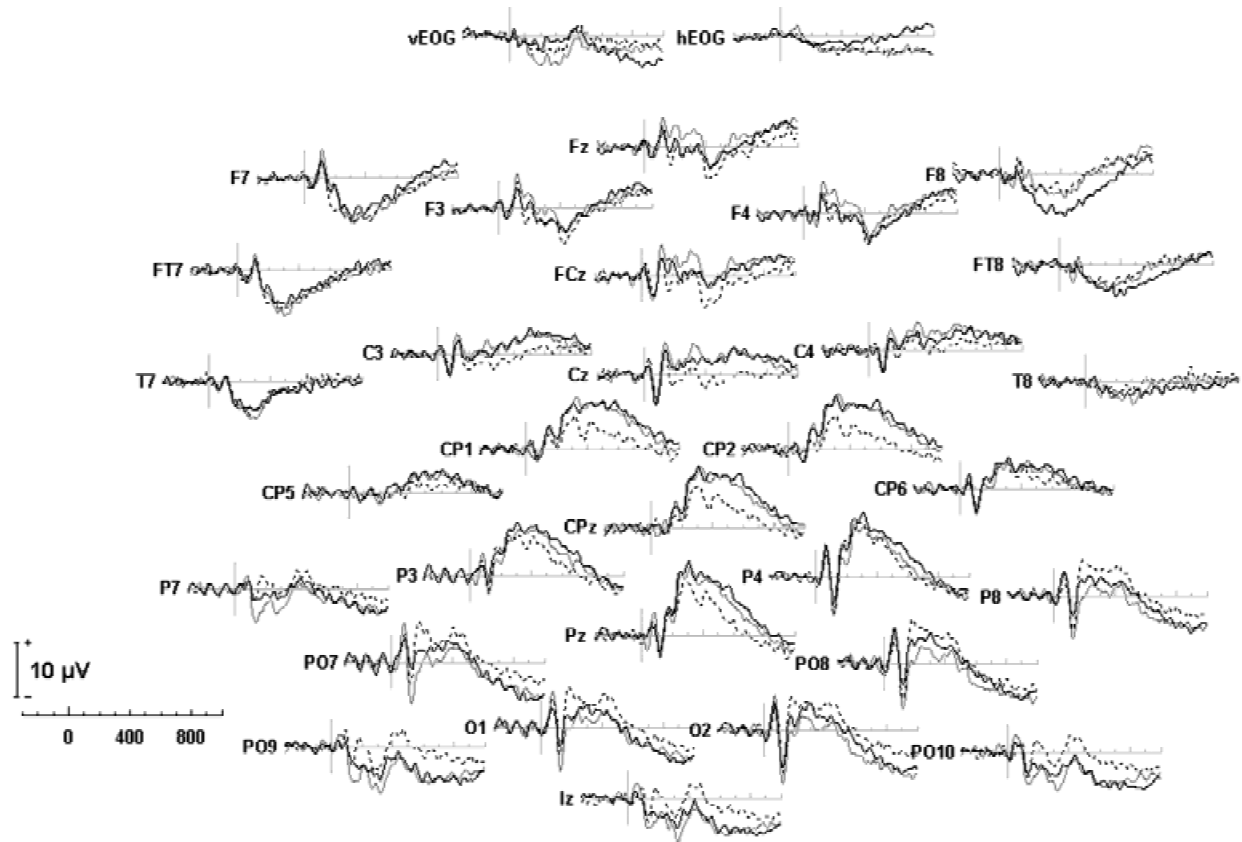 vEOG hEOG
Fz
F7 F8
F3 F4
FT7 FCz FT8
C3 C4
T7 Cz T8
CP1 CP2
CP5 CP6
CPz
P7 P3 P4 P8
Pz
+
10 µV
-
PO7 PO8
O1 O2
0 400 800
PO9 PO10
Iz